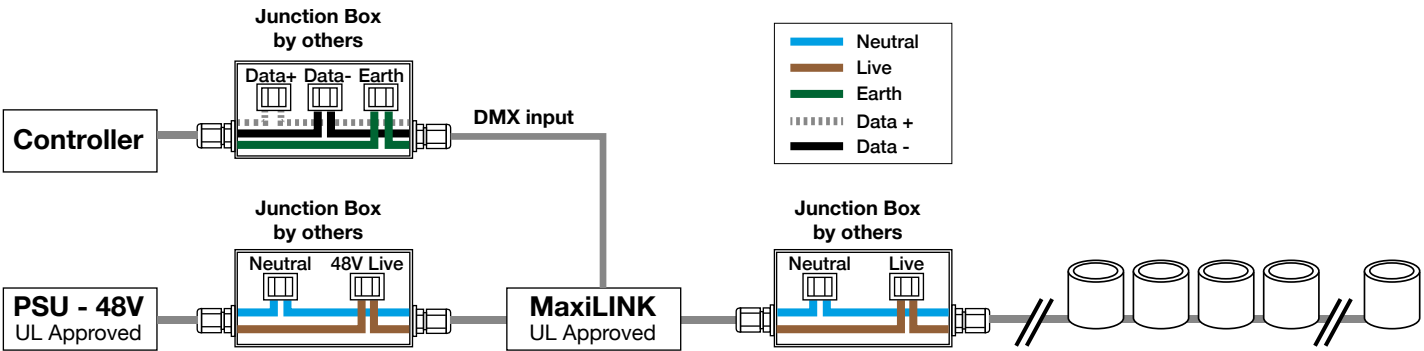 Junction Box
by others
Data+ Data- Earth
Controller
DMX input
Neutral
Live
Earth
Data +
Data -
Junction Box
by others
Neutral 48V Live
PSU - 48V
UL Approved
MaxiLINK
UL Approved
Junction Box
by others
Neutral Live